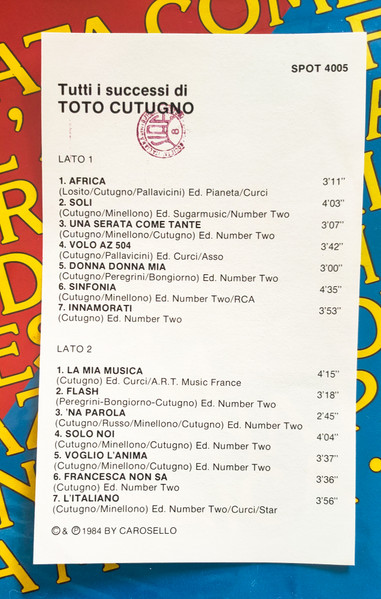 SPOT 4005
Tutti i successi di
TOTO CUTUGNO
LATO 1
1. AFRICA
(Losito/Cutugno/Pallavicini) Ed. Pianeta/Curci 3'11''
2. SOLI
(Cutugno/Minellono) Ed. Sugarmusic/Number Two 4'03''
3. UNA SERATA COME TANTE
(Cutugno/Minellono/Cutugno) Ed. Number Two 3'07''
4. VOLO AZ 504
(Cutugno/Pallavicini) Ed. Curci/Asso 3'42''
5. DONNA DONNA MIA
(Cutugno/Peregrini/Bongiorno) Ed. Number Two 3'00''
6. SINFONIA
(Cutugno/Minellono) Ed. Number Two/RCA 4'35''
7. INNAMORATI
(Cutugno) Ed. Number Two 3'53''
LATO 2
1. LA MIA MUSICA
(Cutugno) Ed. Curci/A.R.T. Music France 4'15''
2. FLASH
(Peregrini-Bongiorno-Cutugno) Ed. Number Two 3'18''
3. 'NA PAROLA
(Cutugno/Russo/Minellono/Cutugno) Ed. Number Two 2'45''
4. SOLO NOI
(Cutugno/Minellono/Cutugno) Ed. Number Two 4'04''
5. VOGLIO L'ANIMA
(Cutugno/Minellono/Cutugno) Ed. Number Two 3'37''
6. FRANCESCA NON SA
(Cutugno) Ed. Number Two 3'36''
7. L'ITALIANO
(Cutugno/Minellono) Ed. Number Two/Curci/Star 3'56''
© & ℗ 1984 BY CAROSELLO